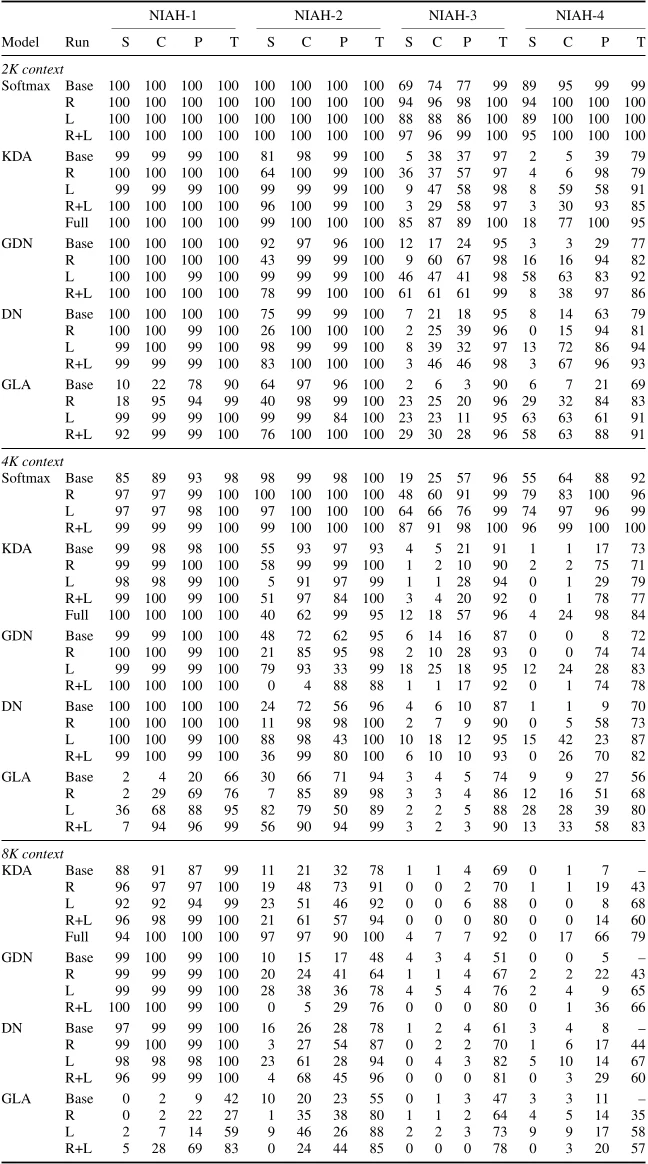 NIAH-1 NIAH-2 NIAH-3 NIAH-4
Model Run S C P T S C P T S C P T S C P T
2K context
Softmax Base 100 100 100 100 100 100 100 100 69 74 77 99 89 95 99 99
R 100 100 100 100 100 100 100 100 94 96 98 100 94 100 100 100
L 100 100 100 100 100 100 100 100 88 88 86 100 89 100 100 100
R+L 100 100 100 100 100 100 100 100 97 96 99 100 95 100 100 100
KDA Base 99 99 99 100 81 98 99 100 5 38 37 97 2 5 39 79
R 100 100 100 100 64 100 99 100 36 37 57 97 4 6 98 79
L 99 99 99 100 99 99 99 100 9 47 58 98 8 59 58 91
R+L 100 100 100 100 96 100 99 100 3 29 58 97 3 30 93 85
Full 100 100 100 100 99 100 100 100 85 87 89 100 18 77 100 95
GDN Base 100 100 100 100 92 97 96 100 12 17 24 95 3 3 29 77
R 100 100 100 100 43 99 99 100 9 60 67 98 16 16 94 82
L 100 100 99 100 99 99 99 100 46 47 41 98 58 63 83 92
R+L 100 100 100 100 78 99 100 100 61 61 61 99 8 38 97 86
DN Base 100 100 100 100 75 99 99 100 7 21 18 95 8 14 63 79
R 100 100 99 100 26 100 100 100 2 25 39 96 0 15 94 81
L 99 100 99 100 98 99 99 100 8 39 32 97 13 72 86 94
R+L 99 99 99 100 83 100 100 100 3 46 46 98 3 67 96 93
GLA Base 10 22 78 90 64 97 96 100 2 6 3 90 6 7 21 69
R 18 95 94 99 40 98 99 100 23 25 20 96 29 32 84 83
L 99 99 99 100 99 99 84 100 23 23 11 95 63 63 61 91
R+L 92 99 99 100 76 100 100 100 29 30 28 96 58 63 88 91
4K context
Softmax Base 85 89 93 98 98 99 98 100 19 25 57 96 55 64 88 92
R 97 97 99 100 100 100 100 100 48 60 91 99 79 83 100 96
L 97 97 98 100 97 100 100 100 64 66 76 99 74 97 96 99
R+L 99 99 99 100 99 100 100 100 87 91 98 100 96 99 100 100
KDA Base 99 98 98 100 55 93 97 93 4 5 21 91 1 1 17 73
R 99 99 100 100 58 99 99 100 1 2 10 90 2 2 75 71
L 98 98 99 100 5 91 97 99 1 1 28 94 0 1 29 79
R+L 99 100 99 100 51 97 84 100 3 4 20 92 0 1 78 77
Full 100 100 100 100 40 62 99 95 12 18 57 96 4 24 98 84
GDN Base 99 99 100 100 48 72 62 95 6 14 16 87 0 0 8 72
R 100 100 99 100 21 85 95 98 2 10 28 93 0 0 74 74
L 99 99 99 100 79 93 33 99 18 25 18 95 12 24 28 83
R+L 100 100 100 100 0 4 88 88 1 1 17 92 0 1 74 78
DN Base 100 100 100 100 24 72 56 96 4 6 10 87 1 1 9 70
R 100 100 100 100 11 98 98 100 2 7 9 90 0 5 58 73
L 100 100 99 100 88 98 43 100 10 18 12 95 15 42 23 87
R+L 99 100 99 100 36 99 80 100 6 10 10 93 0 26 70 82
GLA Base 2 4 20 66 30 66 71 94 3 4 5 74 9 9 27 56
R 2 29 69 76 7 85 89 98 3 3 4 86 12 16 51 68
L 36 68 88 95 82 79 50 89 2 2 5 88 28 28 39 80
R+L 7 94 96 99 56 90 94 99 3 2 3 90 13 33 58 83
8K context
KDA Base 88 91 87 99 11 21 32 78 1 1 4 69 0 1 7 –
R 96 97 97 100 19 48 73 91 0 0 2 70 1 1 19 43
L 92 92 94 99 23 51 46 92 0 0 6 88 0 0 8 68
R+L 96 98 99 100 21 61 57 94 0 0 0 80 0 0 14 60
Full 94 100 100 100 97 97 90 100 4 7 7 92 0 17 66 79
GDN Base 99 100 99 100 10 15 17 48 4 3 4 51 0 0 5 –
R 99 99 99 100 20 24 41 64 1 1 4 67 2 2 22 43
L 99 99 99 100 28 38 36 78 4 5 4 76 2 4 9 65
R+L 100 100 99 100 0 5 29 76 0 0 0 80 0 1 36 66
DN Base 97 99 99 100 16 26 28 78 1 2 4 61 3 4 8 –
R 99 100 99 100 3 27 54 87 0 2 2 70 1 6 17 44
L 98 98 98 100 23 61 28 94 0 4 3 82 5 10 14 67
R+L 96 99 99 100 4 68 45 96 0 0 0 81 0 3 29 60
GLA Base 0 2 9 42 10 20 23 55 0 1 3 47 3 3 11 –
R 0 2 22 27 1 35 38 80 1 1 2 64 4 5 14 35
L 2 7 14 59 9 46 26 88 2 2 3 73 9 9 17 58
R+L 5 28 69 83 0 24 44 85 0 0 0 78 0 3 20 57